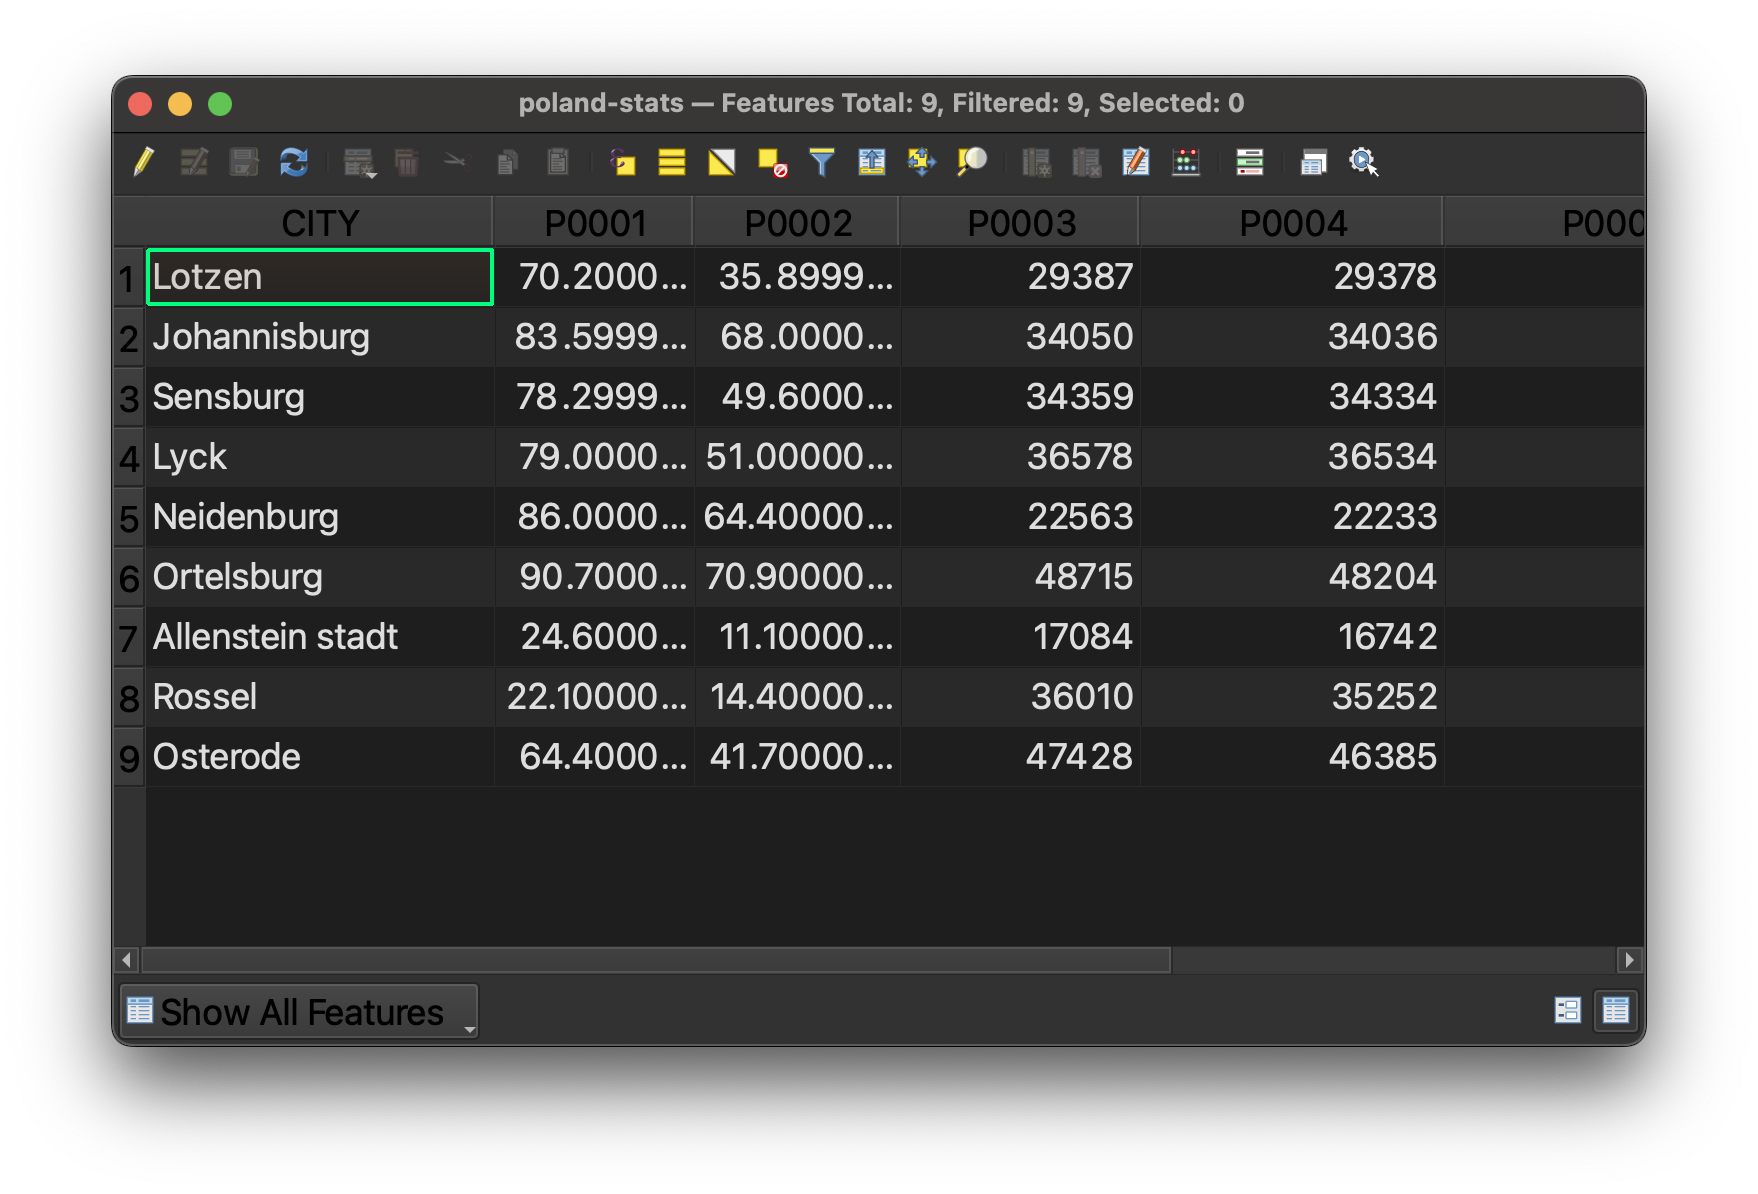 poland-stats — Features Total: 9, Filtered: 9, Selected: 0
CITY P0001 P0002 P0003 P0004 P000
1 Lotzen 70.2000... 35.8999... 29387 29378
2 Johannisburg 83.5999... 68.0000... 34050 34036
3 Sensburg 78.2999... 49.6000... 34359 34334
4 Lyck 79.0000... 51.00000... 36578 36534
5 Neidenburg 86.0000... 64.40000... 22563 22233
6 Ortelsburg 90.7000... 70.90000... 48715 48204
7 Allenstein stadt 24.6000... 11.10000... 17084 16742
8 Rossel 22.10000... 14.40000... 36010 35252
9 Osterode 64.4000... 41.70000... 47428 46385
Show All Features